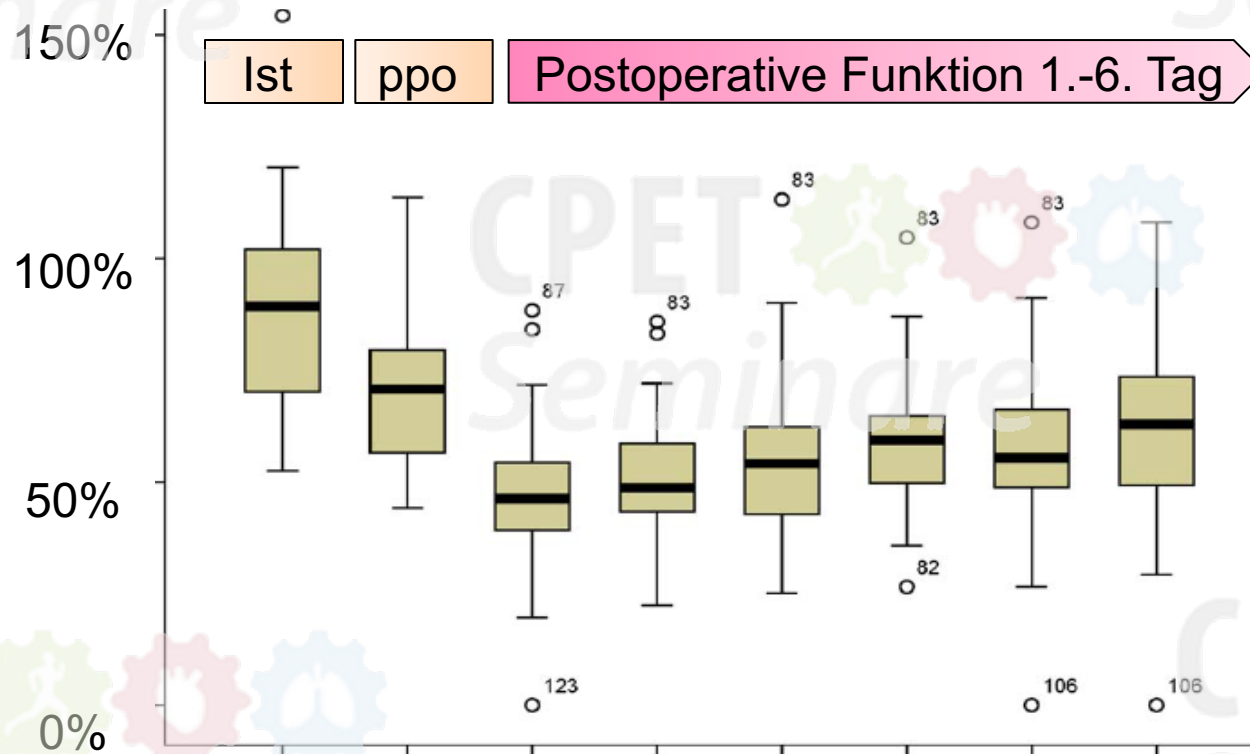 150%
Ist
ppo
Postoperative Funktion 1.-6. Tag
83
CPET
83
83
100%
87
83
Seminare
50%
82
123
106
106
0%